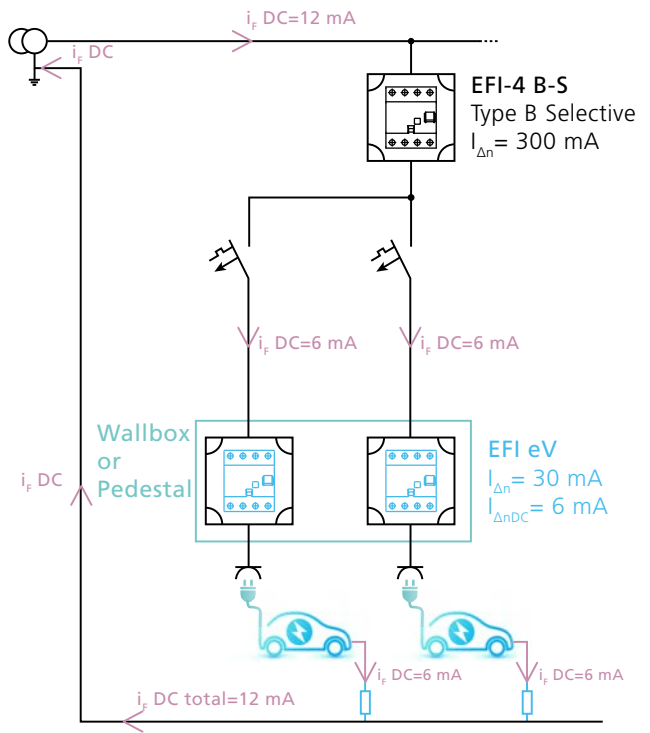 i_F DC=12 mA
i_F DC
EFI-4 B-S
Type B Selective
I_Δn= 300 mA
i_F DC=6 mA
i_F DC=6 mA
Wallbox
or
Pedestal
EFI eV
I_Δn= 30 mA
I_ΔnDC= 6 mA
i_F DC
i_F DC=6 mA
i_F DC=6 mA
i_F DC total=12 mA